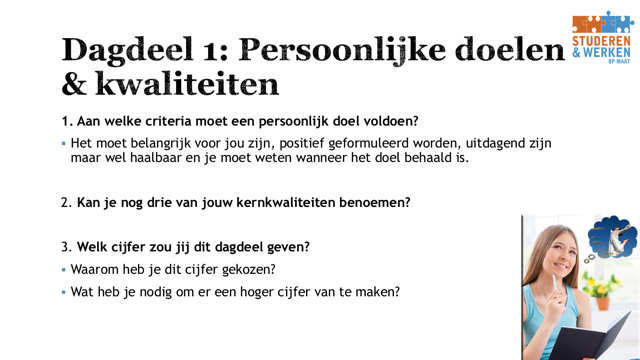 Dagdeel 1: Persoonlijke doelen
& kwaliteiten
STUDEREN
& WERKEN
OP MAAT
1. Aan welke criteria moet een persoonlijk doel voldoen?
▪ Het moet belangrijk voor jou zijn, positief geformuleerd worden, uitdagend zijn
maar wel haalbaar en je moet weten wanneer het doel behaald is.
2. Kan je nog drie van jouw kernkwaliteiten benoemen?
3. Welk cijfer zou jij dit dagdeel geven?
▪ Waarom heb je dit cijfer gekozen?
▪ Wat heb je nodig om er een hoger cijfer van te maken?